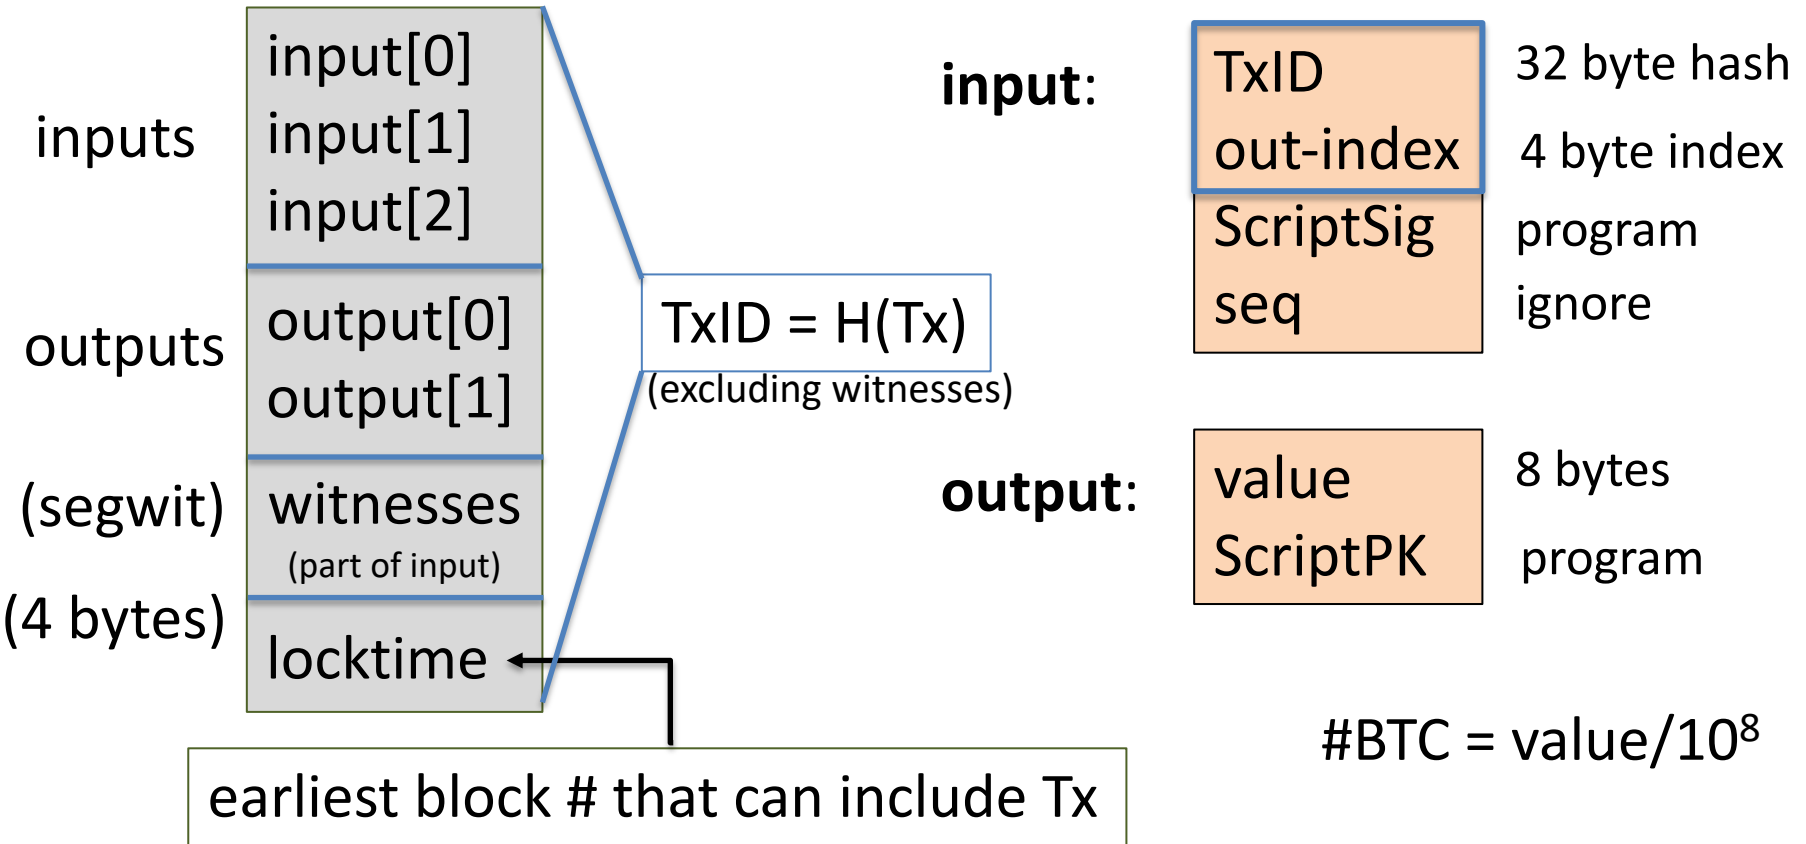 inputs
input[0]
input[1]
input[2]
outputs
output[0]
output[1]
(segwit)
witnesses
(part of input)
(4 bytes)
locktime
earliest block # that can include Tx
TxID = H(Tx)
(excluding witnesses)
input:
TxID 32 byte hash
out-index 4 byte index
ScriptSig program
seq ignore
output:
value 8 bytes
ScriptPK program
#BTC = value/10⁸